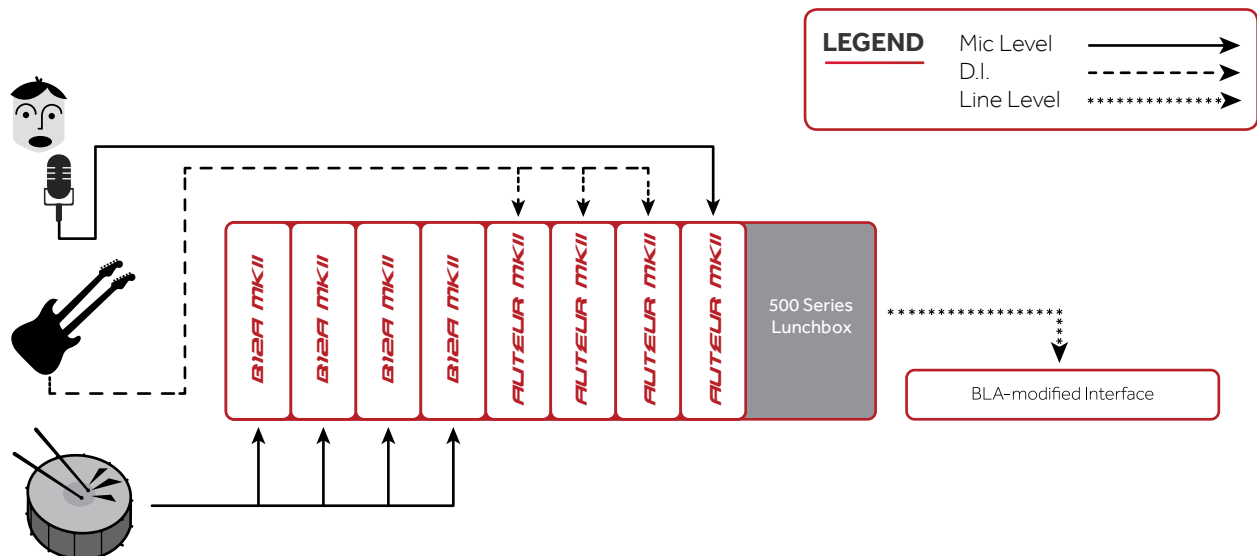 LEGEND
Mic Level
D.I.
Line Level
B12A MKII
B12A MKII
B12A MKII
B12A MKII
AUTEUR MKII
AUTEUR MKII
AUTEUR MKII
AUTEUR MKII
500 Series
Lunchbox
BLA-modified Interface